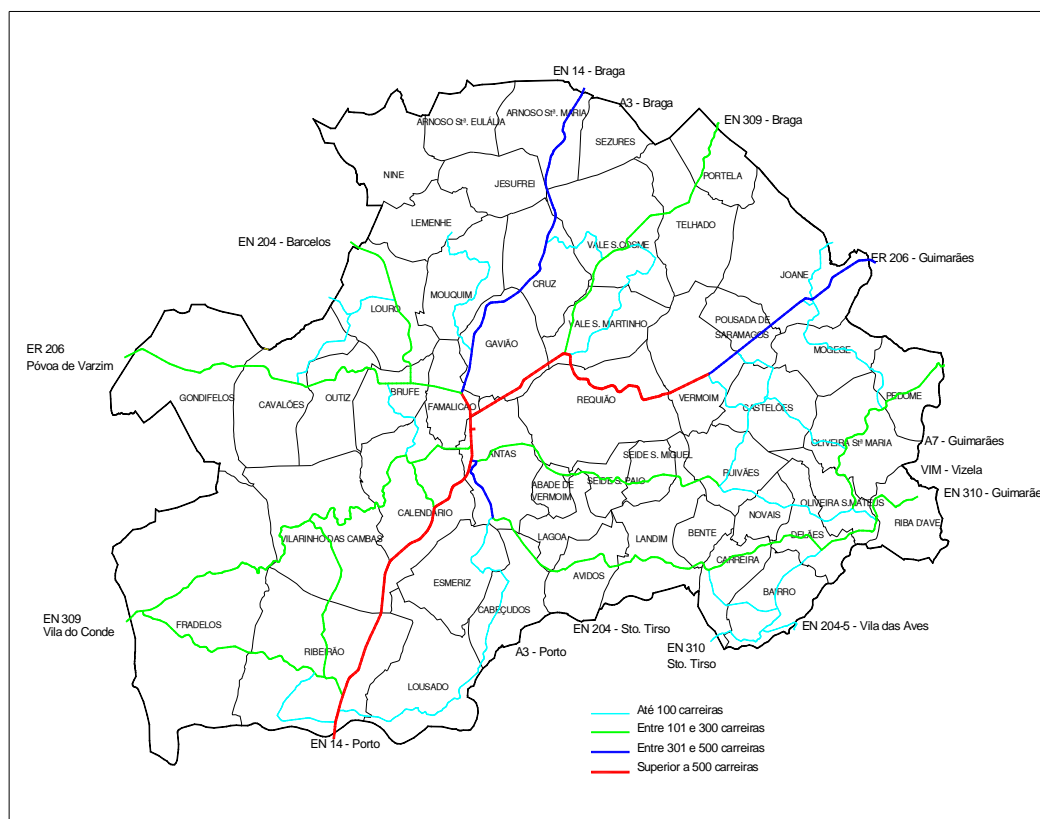 EN 14 - Braga
A3 - Braga
ARNOSO Stª. MARIA
ARNOSO Stª. EULÁLIA
EN 309 - Braga
SEZURES
NINE
JESUFREI
PORTELA
LEMENHE
TELHADO
EN 204 - Barcelos
VALE S.COSME
ER 206 - Guimarães
JOANE
CRUZ
MOUQUIM
LOURO
VALE S. MARTINHO
POUSADA DE
SARAMAGOS
GAVIÃO
MOGEGE
ER 206
Póvoa de Varzim
GONDIFELOS
CAVALÕES
OUTIZ
BRUFE
FAMALICÃO
REQUIÃO
VERMOIM
CASTELÕES
PEDOME
OLIVEIRA Stª MARIA
A7 - Guimarães
ANTAS
SEIDE S. MIGUEL
VIM - Vizela
ABADE DE
VERMOIM
SEIDE S. PAIO
RUIVÃES
EN 310 - Guimarãe
OLIVEIRA S.MATEUS
CALENDÁRIO
NOVAIS
RIBA D'AVE
VILARINHO DAS CAMBAS
LAGOA
LANDIM
BENTE
DELÃES
CARREIRA
AVIDOS
ESMERIZ
BAIRRO
CABEÇUDOS
EN 309
Vila do Conde
FRADELOS
EN 204 - Sto. Tirso
EN 204-5 - Vila das Aves
EN 310
Sto. Tirso
A3 - Porto
RIBEIRÃO
LOUSADO
EN 14 - Porto
Até 100 carreiras
Entre 101 e 300 carreiras
Entre 301 e 500 carreiras
Superior a 500 carreiras